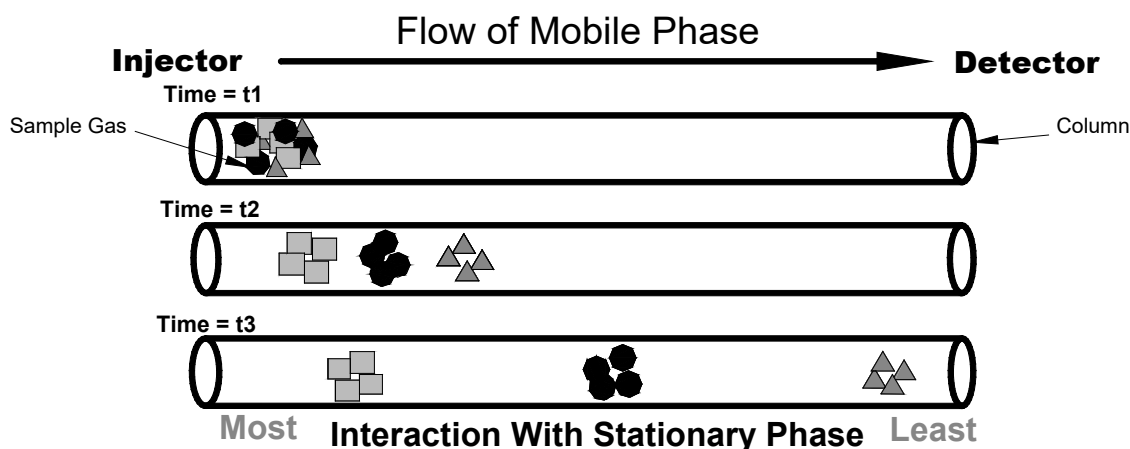 Flow of Mobile Phase
Injector
Detector
Time = t1
Sample Gas
Column
Time = t2
Time = t3
Most
Interaction With Stationary Phase
Least